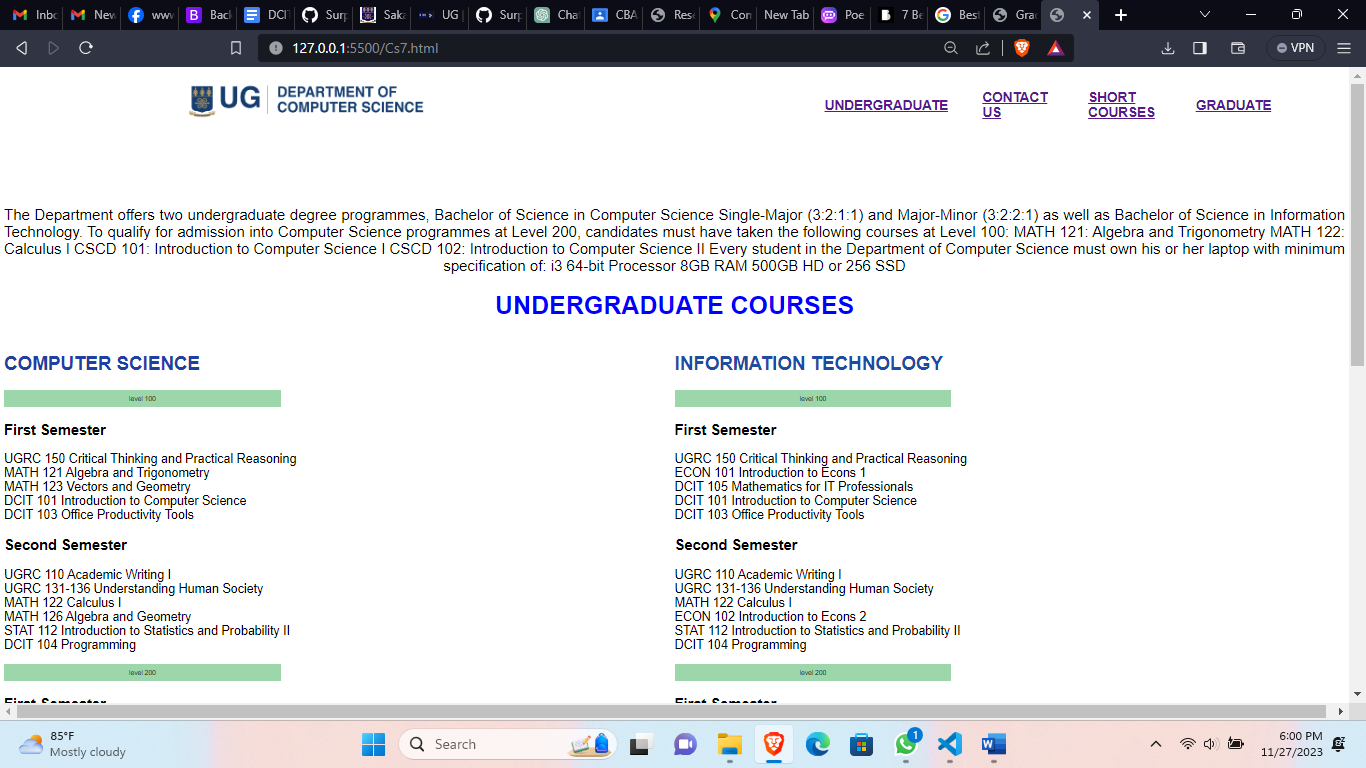 Inbo
New
www
Back
DCIT
Surp
Saka
UG |
Surp
Cha
CBA
Rese
Con
New Tab
Poe
7 Be
Best
Grac
127.0.0.1:5500/Cs7.html
VPN
UG DEPARTMENT OF
COMPUTER SCIENCE
UNDERGRADUATE
CONTACT
US
SHORT
COURSES
GRADUATE
The Department offers two undergraduate degree programmes, Bachelor of Science in Computer Science Single-Major (3:2:1:1) and Major-Minor (3:2:2:1) as well as Bachelor of Science in Information
Technology. To qualify for admission into Computer Science programmes at Level 200, candidates must have taken the following courses at Level 100: MATH 121: Algebra and Trigonometry MATH 122:
Calculus I CSCD 101: Introduction to Computer Science I CSCD 102: Introduction to Computer Science II Every student in the Department of Computer Science must own his or her laptop with minimum
specification of: i3 64-bit Processor 8GB RAM 500GB HD or 256 SSD
UNDERGRADUATE COURSES
COMPUTER SCIENCE
level 100
First Semester
UGRC 150 Critical Thinking and Practical Reasoning
MATH 121 Algebra and Trigonometry
MATH 123 Vectors and Geometry
DCIT 101 Introduction to Computer Science
DCIT 103 Office Productivity Tools
Second Semester
UGRC 110 Academic Writing I
UGRC 131-136 Understanding Human Society
MATH 122 Calculus I
MATH 126 Algebra and Geometry
STAT 112 Introduction to Statistics and Probability II
DCIT 104 Programming
level 200
First Semester
INFORMATION TECHNOLOGY
level 100
First Semester
UGRC 150 Critical Thinking and Practical Reasoning
ECON 101 Introduction to Econs 1
DCIT 105 Mathematics for IT Professionals
DCIT 101 Introduction to Computer Science
DCIT 103 Office Productivity Tools
Second Semester
UGRC 110 Academic Writing I
UGRC 131-136 Understanding Human Society
MATH 122 Calculus I
ECON 102 Introduction to Econs 2
STAT 112 Introduction to Statistics and Probability II
DCIT 104 Programming
level 200
First Semester
85°F
Mostly cloudy
Search
1
6:00 PM
11/27/2023